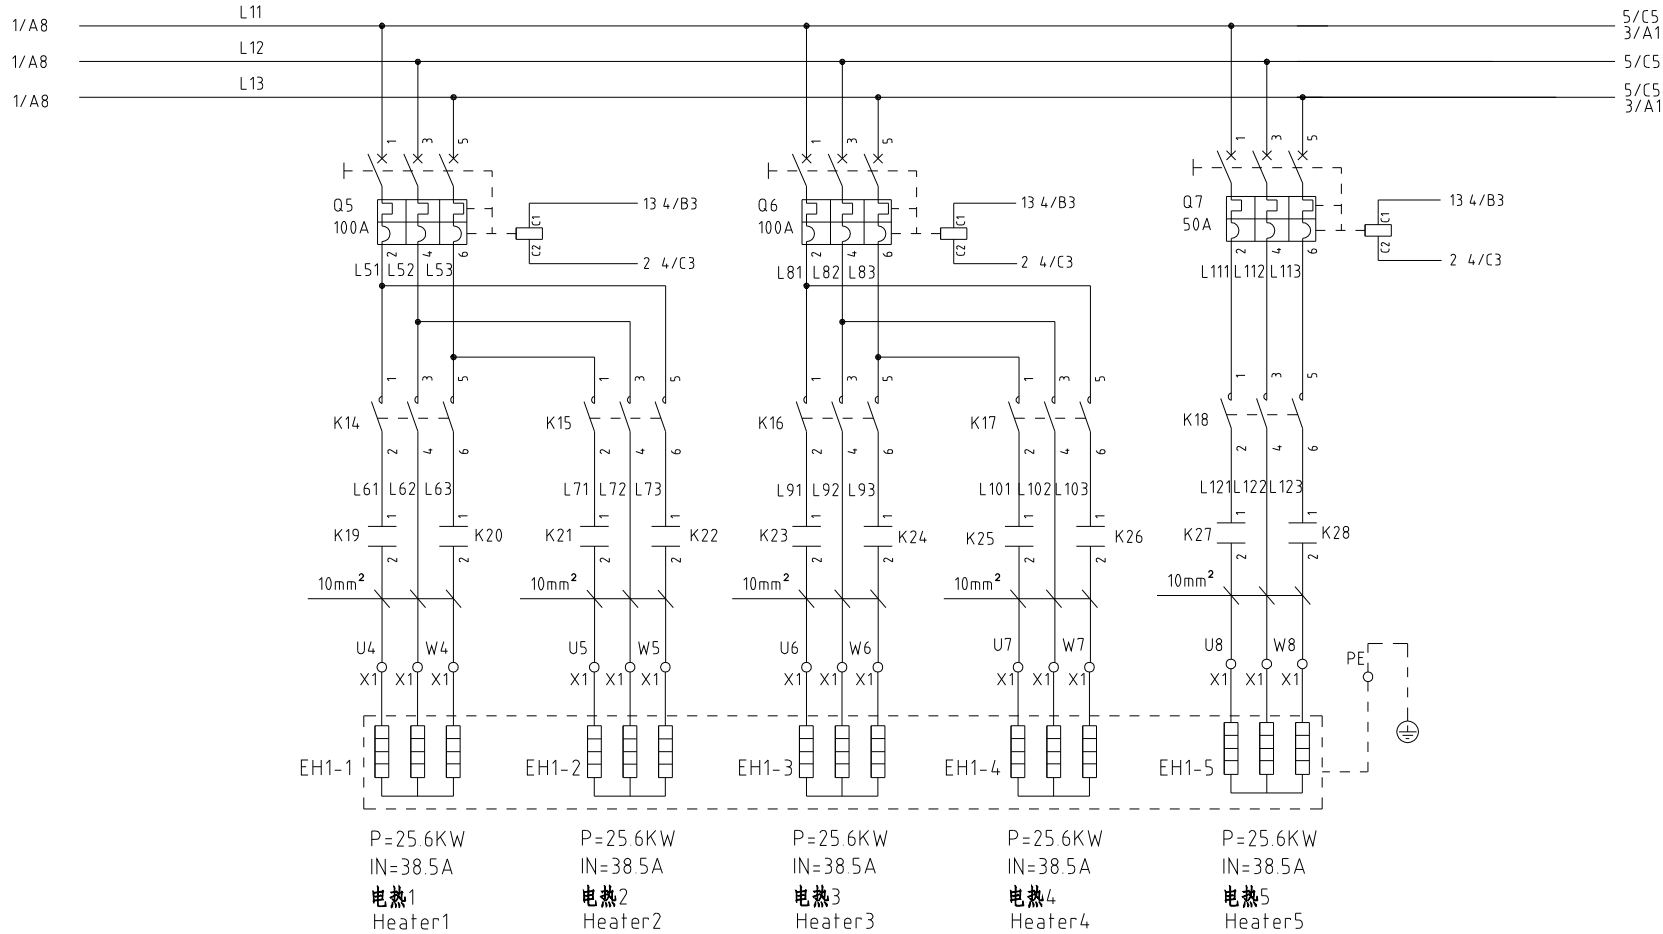 L11
1/A8
5/C5
3/A1
L12
1/A8
5/C5
L13
1/A8
5/C5
3/A1
1 3 5
1 3 5
1 3 5
Q5
100A
C1
C2
13 4/B3
2 4/C3
Q6
100A
C1
C2
13 4/B3
2 4/C3
Q7
50A
C1
C2
13 4/B3
2 4/C3
2 4 6
2 4 6
2 4 6
L51 L52 L53
L81 L82 L83
L111 L112 L113
1 3 5
1 3 5
1 3 5
1 3 5
1 3 5
K14
K15
K16
K17
K18
2 4 6
2 4 6
2 4 6
2 4 6
2 4 6
L61 L62 L63
L71 L72 L73
L91 L92 L93
L101 L102 L103
L121 L122 L123
1 1
1 1
1 1
1 1
1 1
K19 K20
K21 K22
K23 K24
K25 K26
K27 K28
2 2
2 2
2 2
2 2
2 2
10mm²
10mm²
10mm²
10mm²
10mm²
U4 W4
U5 W5
U6 W6
U7 W7
U8 W8
PE
X1 X1 X1
X1 X1 X1
X1 X1 X1
X1 X1 X1
X1 X1 X1
EH1-1
EH1-2
EH1-3
EH1-4
EH1-5
P=25.6KW
IN=38.5A
电热1
Heater1
P=25.6KW
IN=38.5A
电热2
Heater2
P=25.6KW
IN=38.5A
电热3
Heater3
P=25.6KW
IN=38.5A
电热4
Heater4
P=25.6KW
IN=38.5A
电热5
Heater5